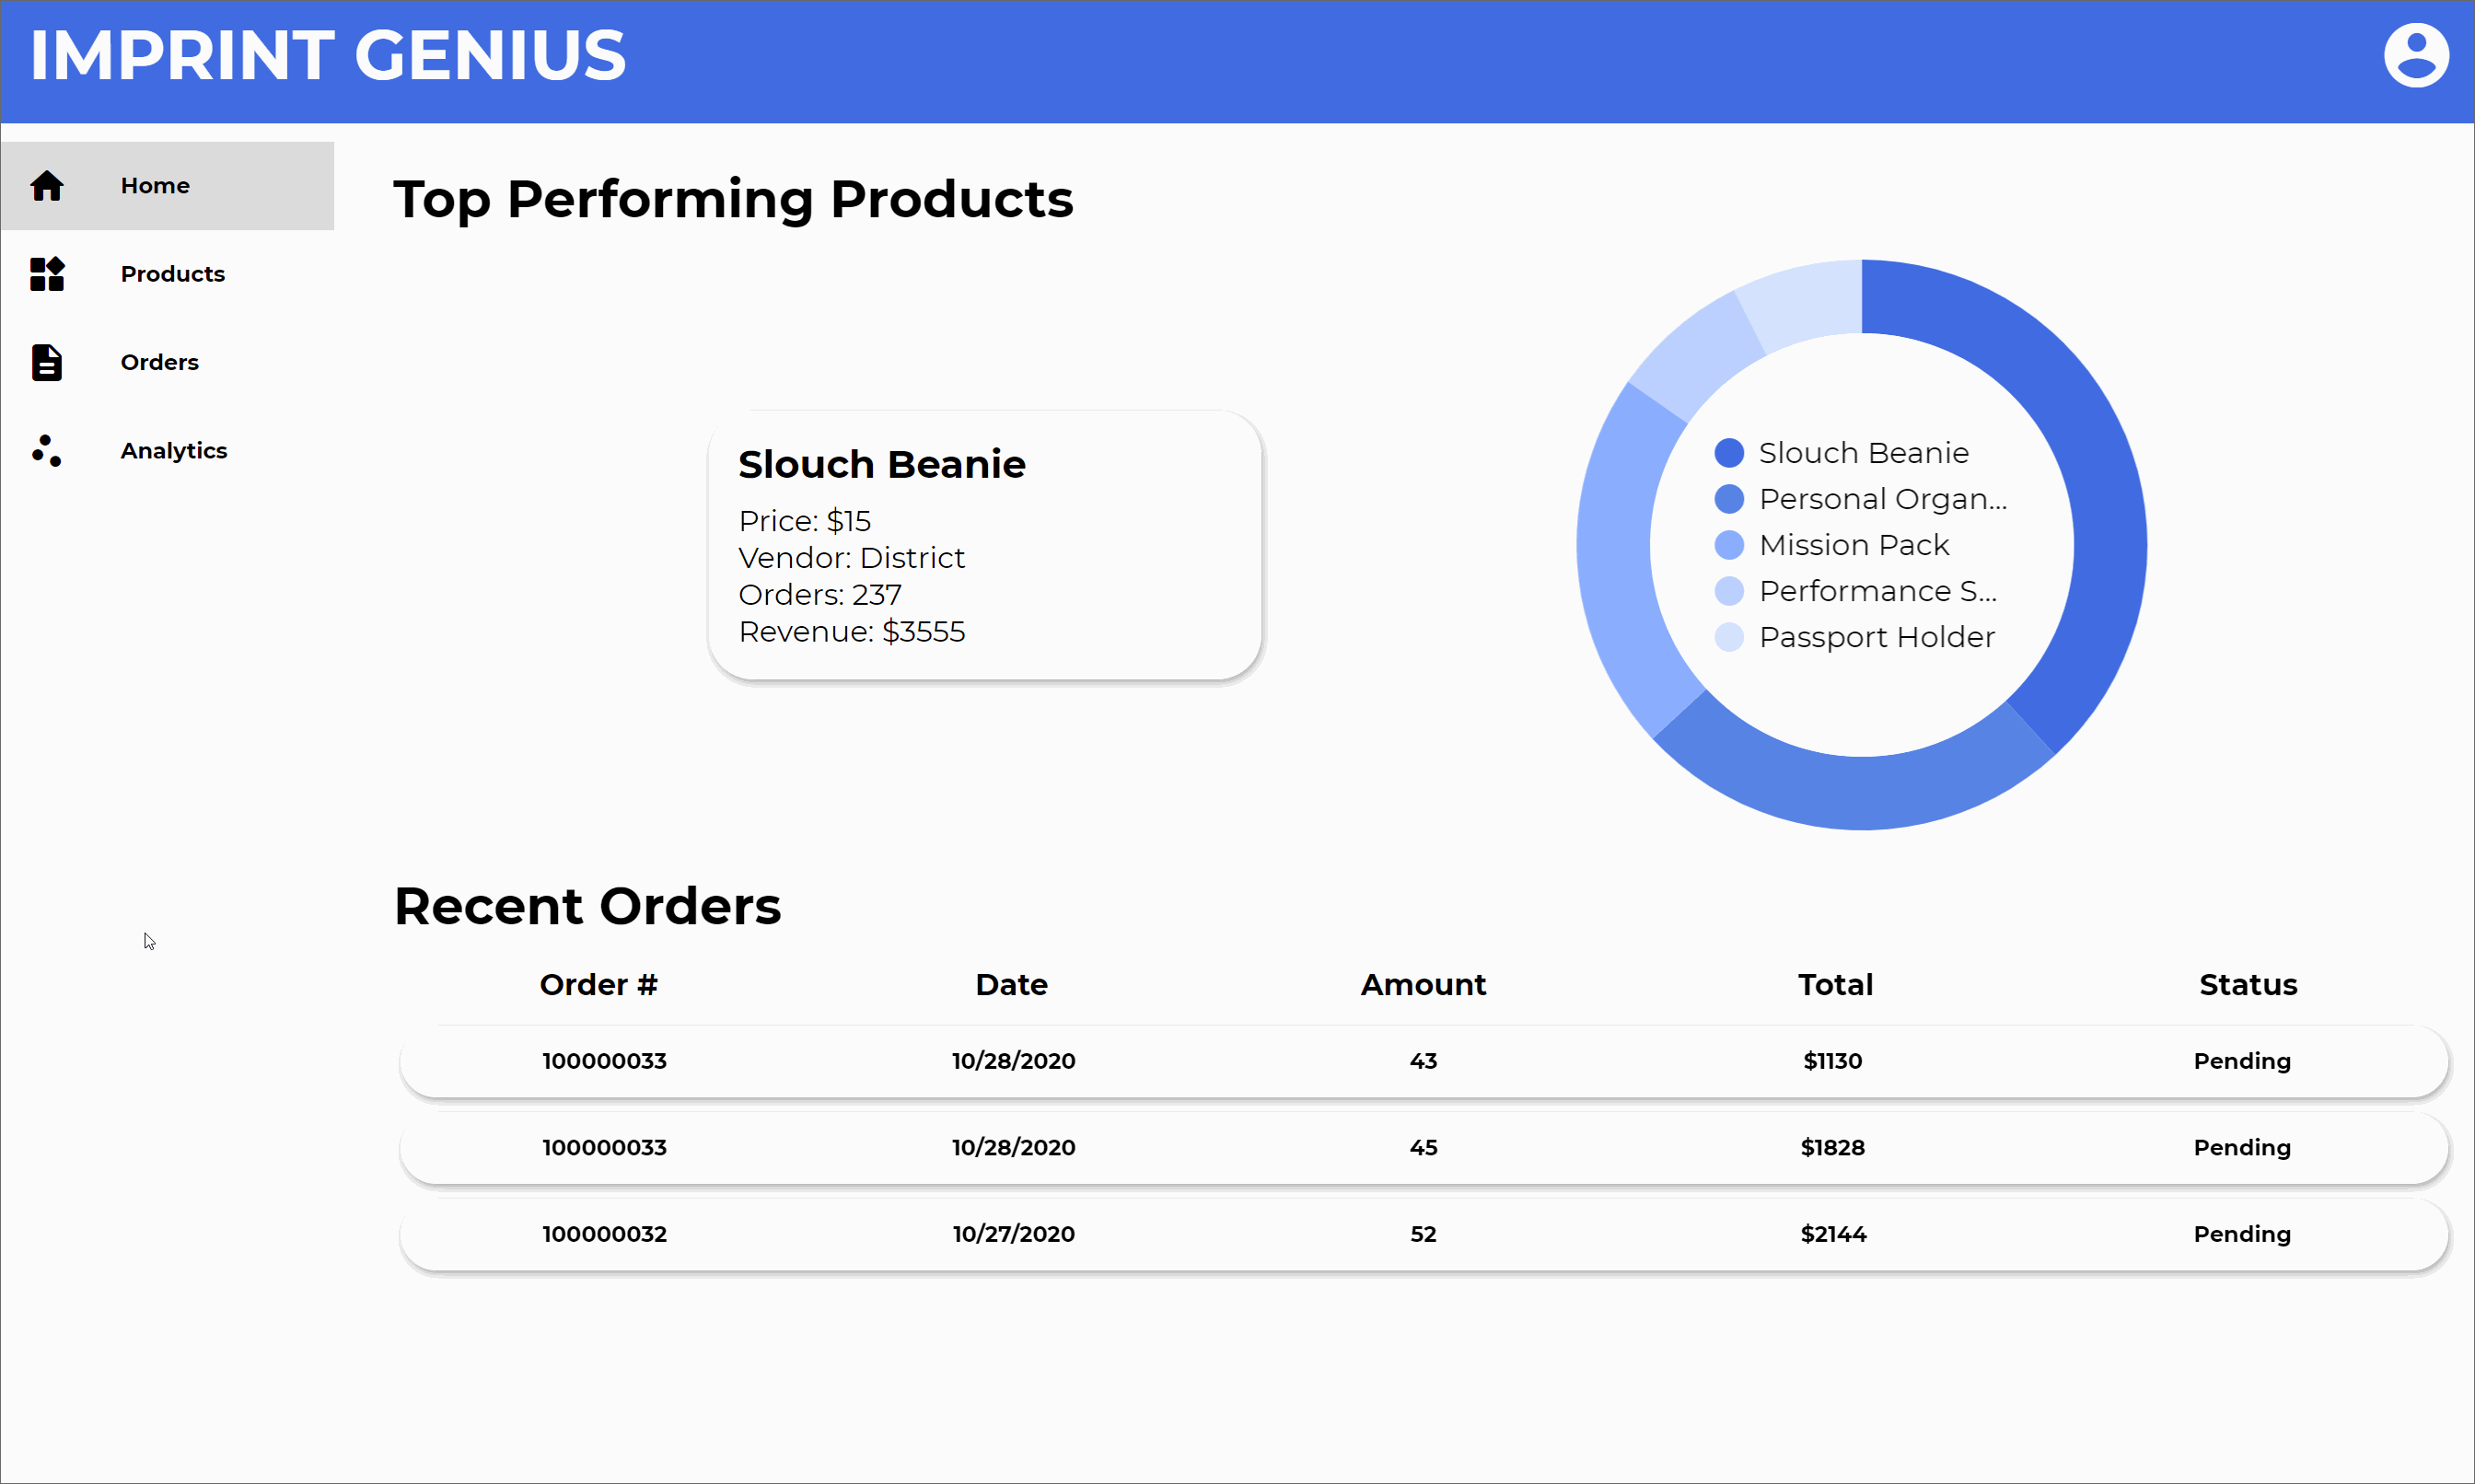 IMPRINT GENIUS
Home
Products
Orders
Analytics
Top Performing Products
Slouch Beanie
Price: $15
Vendor: District
Orders: 237
Revenue: $3555
Slouch Beanie
Personal Organ...
Mission Pack
Performance S...
Passport Holder
Recent Orders
Order # Date Amount Total Status
100000033 10/28/2020 43 $1130 Pending
100000033 10/28/2020 45 $1828 Pending
100000032 10/27/2020 52 $2144 Pending